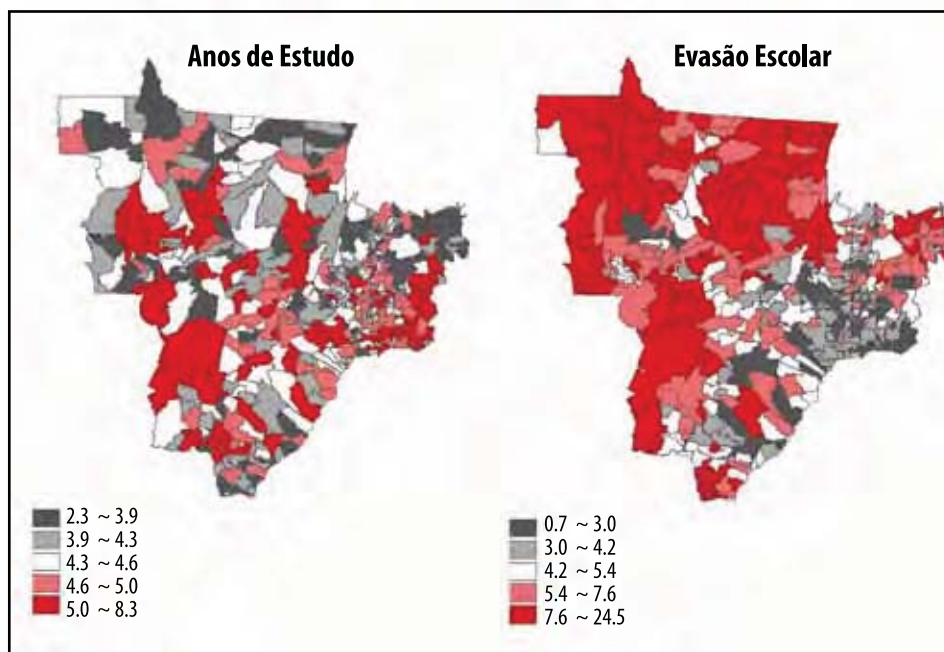 Anos de Estudo
2.3 ~ 3.9
3.9 ~ 4.3
4.3 ~ 4.6
4.6 ~ 5.0
5.0 ~ 8.3
Evasão Escolar
0.7 ~ 3.0
3.0 ~ 4.2
4.2 ~ 5.4
5.4 ~ 7.6
7.6 ~ 24.5